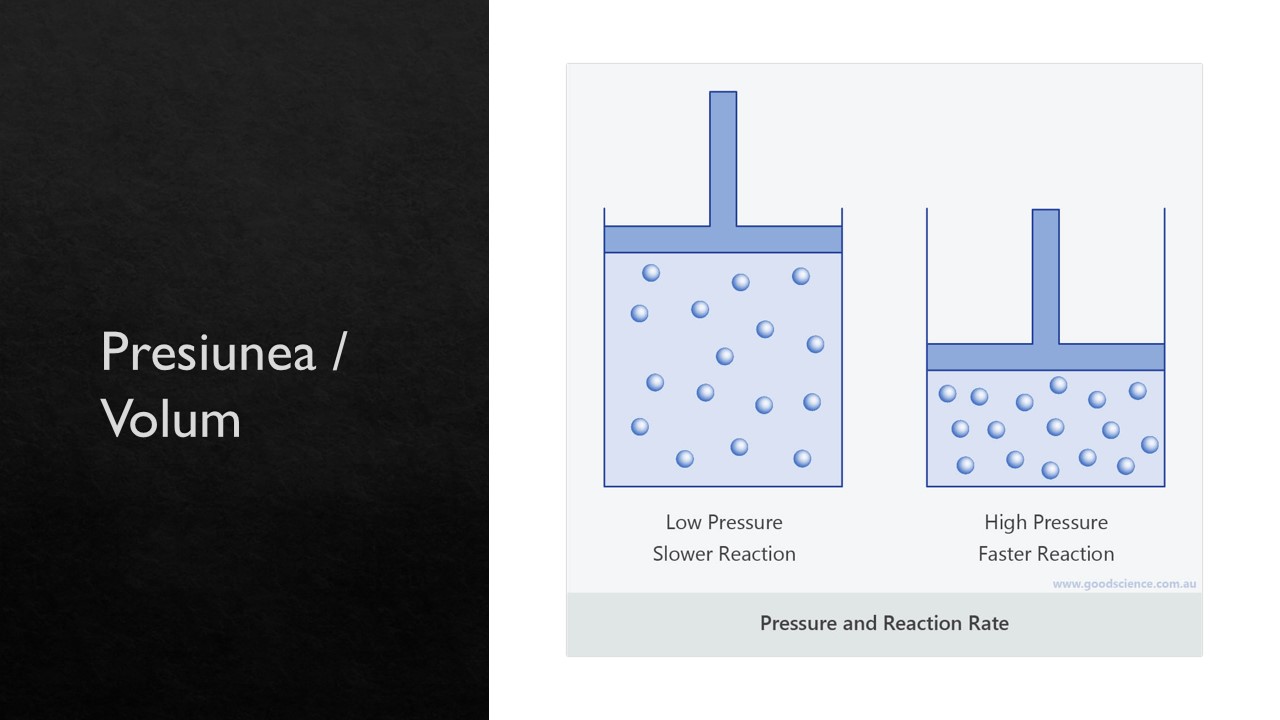 Presiunea /
Volum
Low Pressure
Slower Reaction
High Pressure
Faster Reaction
www.goodscience.com.au
Pressure and Reaction Rate